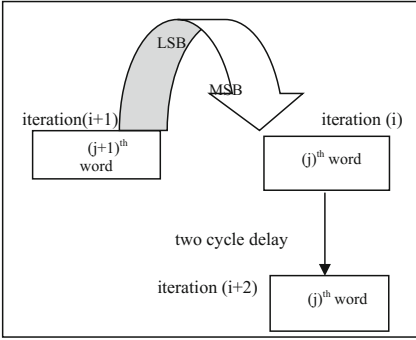 LSB
MSB
iteration(i+1)
iteration (i)
(j+1)th
word
(j)th word
two cycle delay
iteration (i+2)
(j)th word